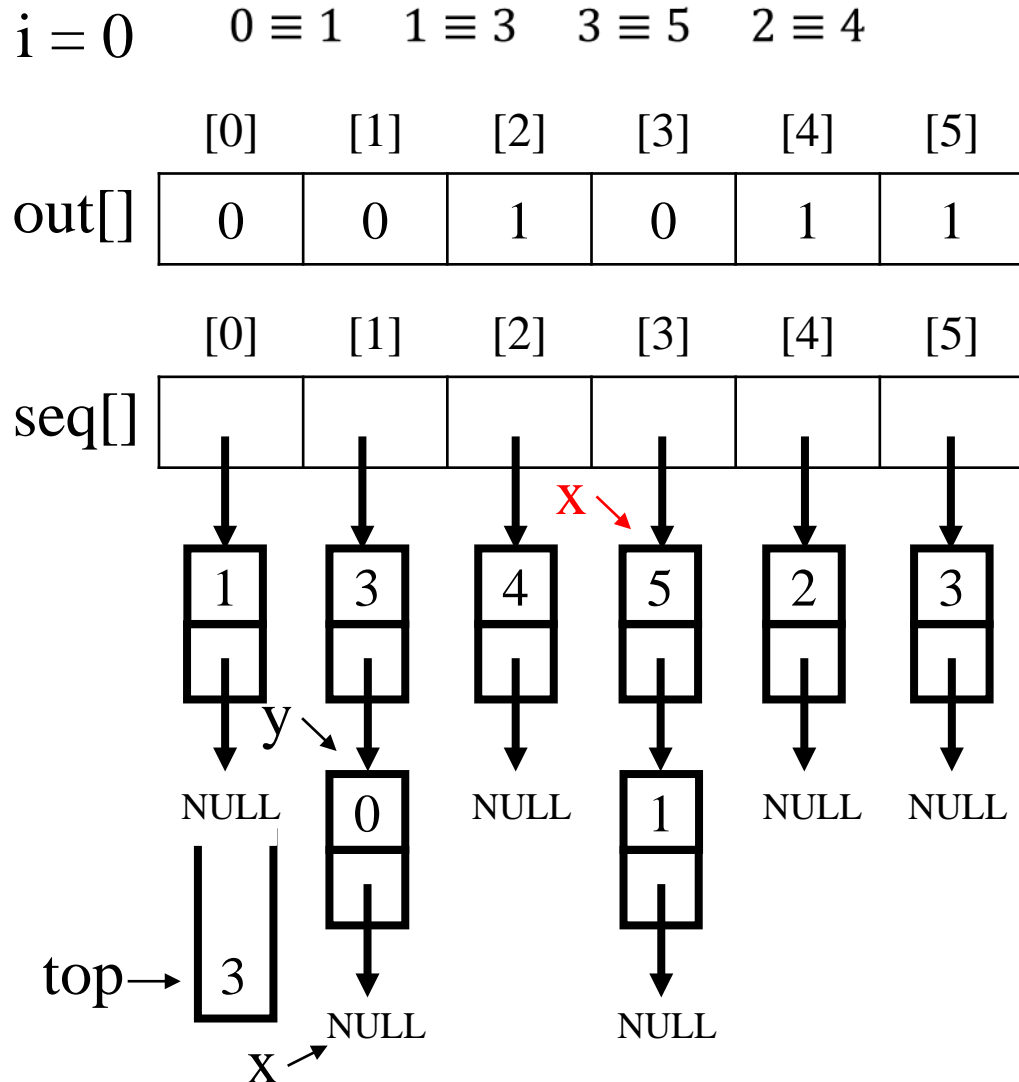 i = 0 0 ≡ 1 1 ≡ 3 3 ≡ 5 2 ≡ 4
[0] [1] [2] [3] [4] [5]
out[] 0 0 1 0 1 1
[0] [1] [2] [3] [4] [5]
seq[]
x
1 3 4 5 2 3
y
NULL 0 NULL 1 NULL NULL
top 3
NULL NULL
x